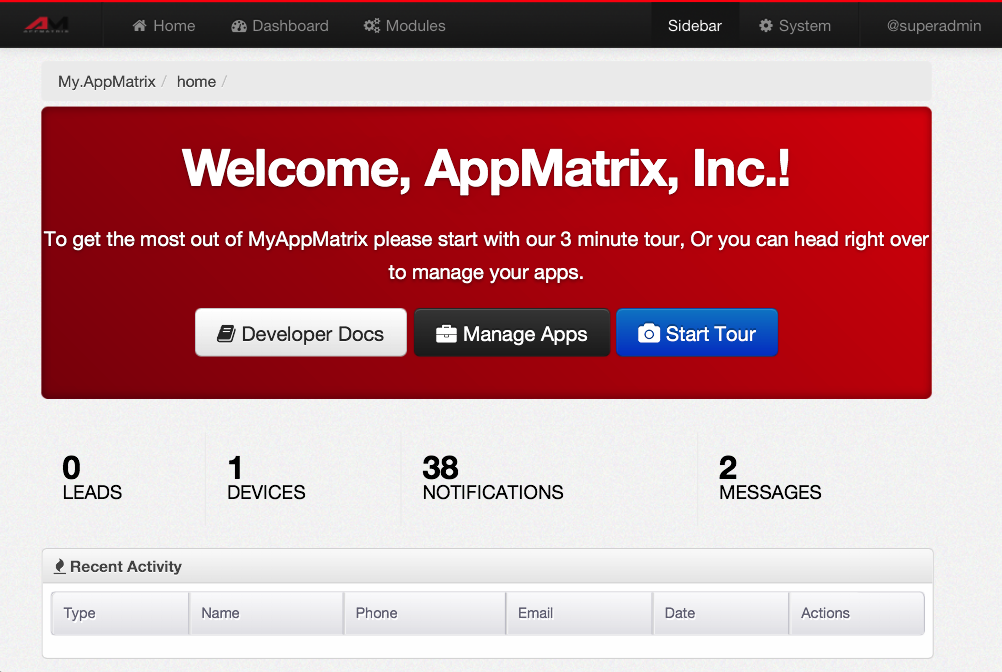 AM
APPMATRIX
Home
Dashboard
Modules
Sidebar
System
@superadmin
My.AppMatrix / home /
Welcome, AppMatrix, Inc.!
To get the most out of MyAppMatrix please start with our 3 minute tour, Or you can head right over
to manage your apps.
Developer Docs
Manage Apps
Start Tour
0
LEADS
1
DEVICES
38
NOTIFICATIONS
2
MESSAGES
Recent Activity
Type
Name
Phone
Email
Date
Actions